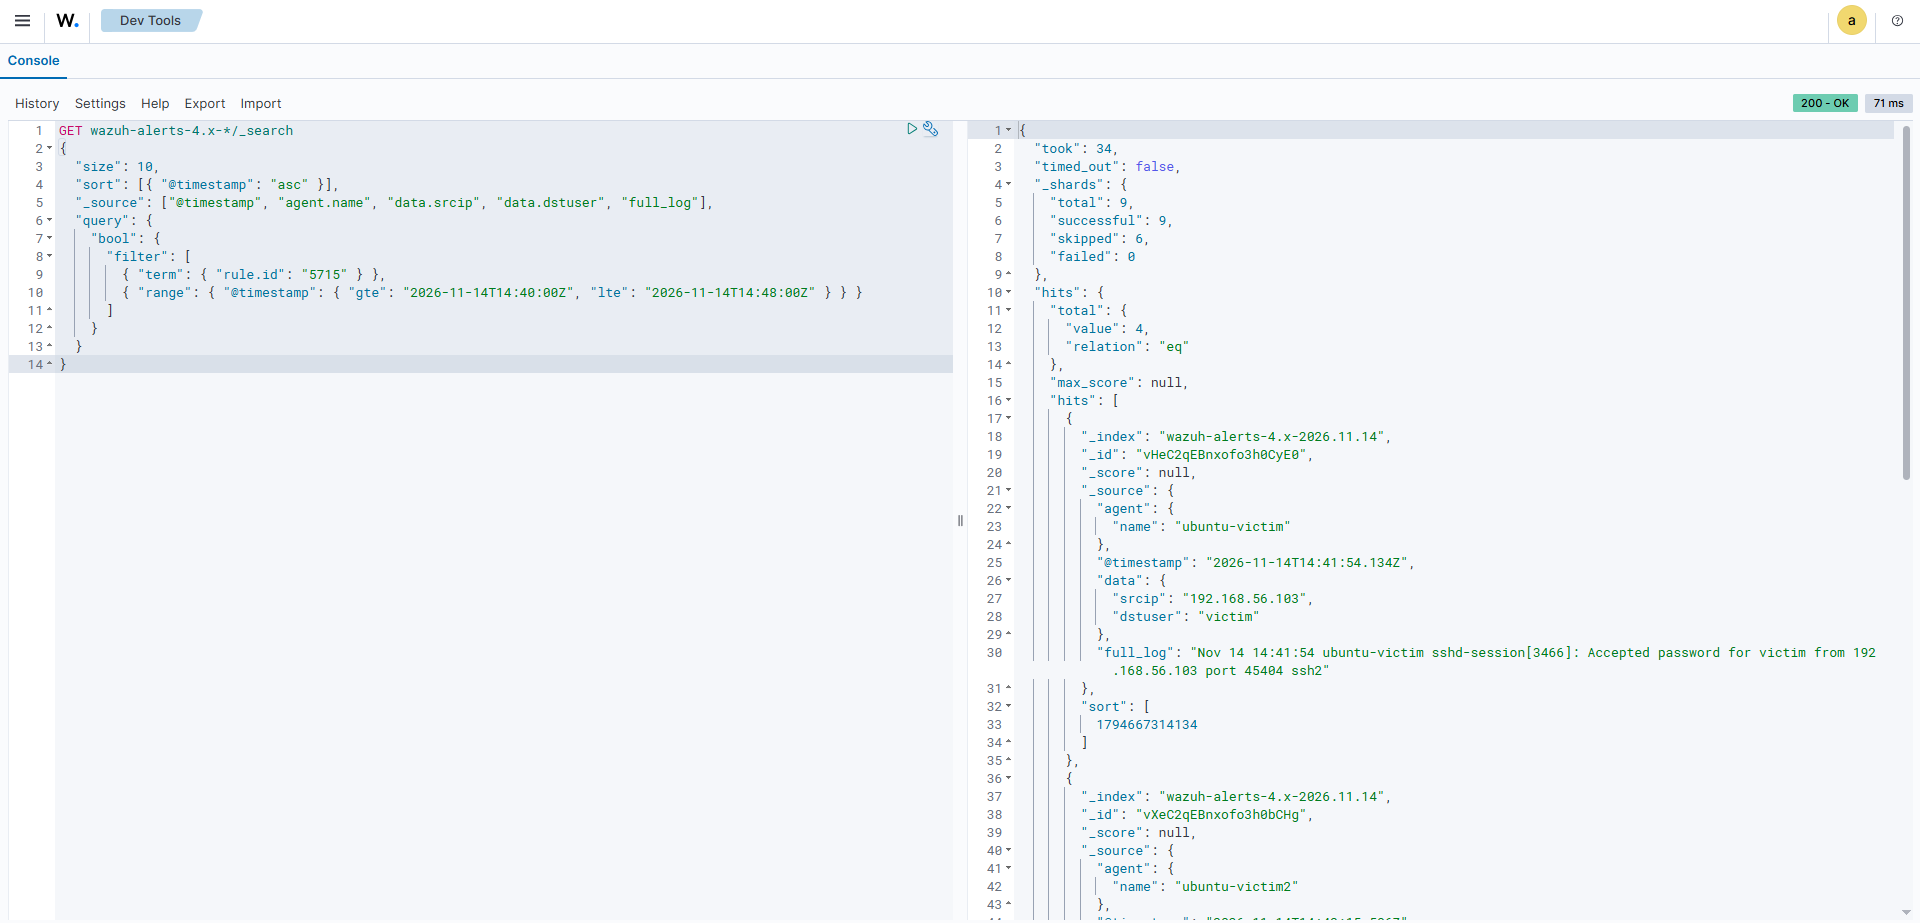 W.
Dev Tools
a
Console
History Settings Help Export Import
200 - OK
71 ms
1 GET wazuh-alerts-4.x-*/_search
2 {
3 "size": 10,
4 "sort": [{ "@timestamp": "asc" }],
5 "_source": ["@timestamp", "agent.name", "data.srcip", "data.dstuser", "full_log"],
6 "query": {
7 "bool": {
8 "filter": [
9 { "term": { "rule.id": "5715" } },
10 { "range": { "@timestamp": { "gte": "2026-11-14T14:40:00Z", "lte": "2026-11-14T14:48:00Z" } } }
11 ]
12 }
13 }
14 }
1 {
2 "took": 34,
3 "timed_out": false,
4 "_shards": {
5 "total": 9,
6 "successful": 9,
7 "skipped": 6,
8 "failed": 0
9 },
10 "hits": {
11 "total": {
12 "value": 4,
13 "relation": "eq"
14 },
15 "max_score": null,
16 "hits": [
17 {
18 "_index": "wazuh-alerts-4.x-2026.11.14",
19 "_id": "vHeC2qEBnxofo3h0CyE0",
20 "_score": null,
21 "_source": {
22 "agent": {
23 "name": "ubuntu-victim"
24 },
25 "@timestamp": "2026-11-14T14:41:54.134Z",
26 "data": {
27 "srcip": "192.168.56.103",
28 "dstuser": "victim"
29 },
30 "full_log": "Nov 14 14:41:54 ubuntu-victim sshd-session[3466]: Accepted password for victim from 192
.168.56.103 port 45404 ssh2"
31 },
32 "sort": [
33 1794667314134
34 ]
35 },
36 {
37 "_index": "wazuh-alerts-4.x-2026.11.14",
38 "_id": "vXeC2qEBnxofo3h0bCHg",
39 "_score": null,
40 "_source": {
41 "agent": {
42 "name": "ubuntu-victim2"
43 },